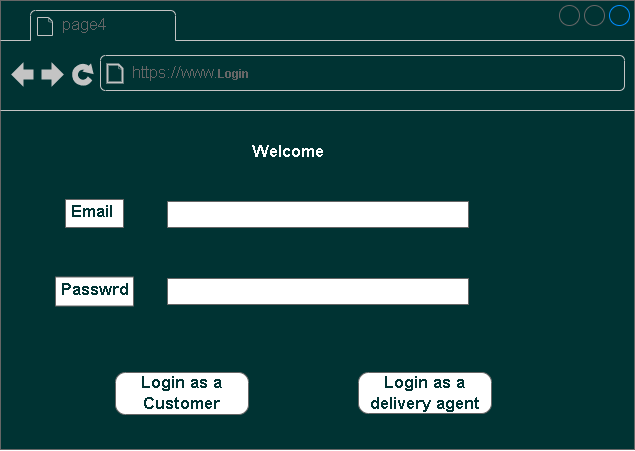 page4
https://www.Login
Welcome
Email
Passwrd
Login as a
Customer
Login as a
delivery agent